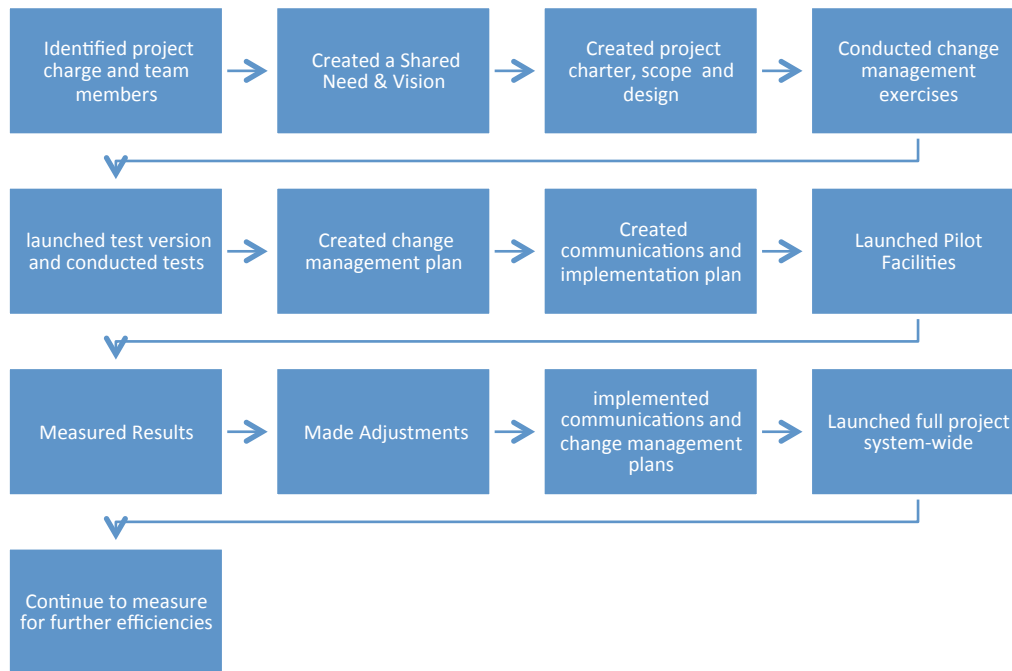 Identified project
charge and team
members
Created a Shared
Need & Vision
Created project
charter, scope and
design
Conducted change
management
exercises
launched test version
and conducted tests
Created change
management plan
Created
communications and
implementation plan
Launched Pilot
Facilities
Measured Results
Made Adjustments
implemented
communications and
change management
plans
Launched full project
system-wide
Continue to measure
for further efficiencies